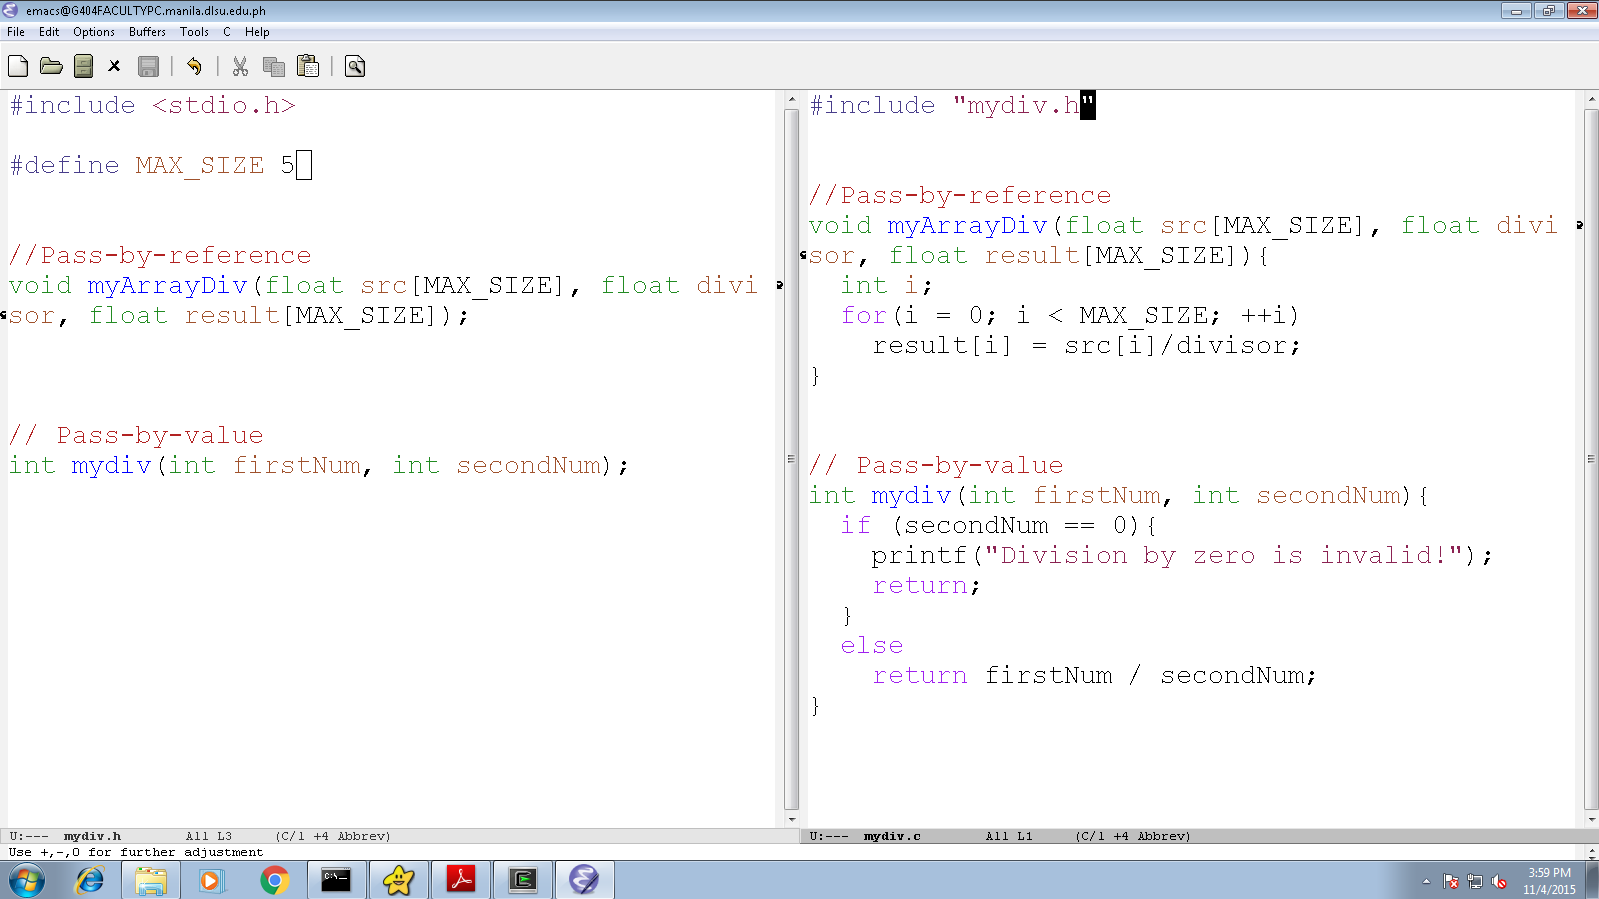 emacs@G404FACULTYPC.manila.dlsu.edu.ph
File Edit Options Buffers Tools C Help
#include <stdio.h>
#define MAX_SIZE 5
//Pass-by-reference
void myArrayDiv(float src[MAX_SIZE], float divi
sor, float result[MAX_SIZE]);
// Pass-by-value
int mydiv(int firstNum, int secondNum);
U:--- mydiv.h All L3 (C/l +4 Abbrev)
#include "mydiv.h"
//Pass-by-reference
void myArrayDiv(float src[MAX_SIZE], float divi
sor, float result[MAX_SIZE]){
int i;
for(i = 0; i < MAX_SIZE; ++i)
result[i] = src[i]/divisor;
}
// Pass-by-value
int mydiv(int firstNum, int secondNum){
if (secondNum == 0){
printf("Division by zero is invalid!");
return;
}
else
return firstNum / secondNum;
}
U:--- mydiv.c All L1 (C/l +4 Abbrev)
Use +,-,0 for further adjustment
C:\_
3:59 PM
11/4/2015